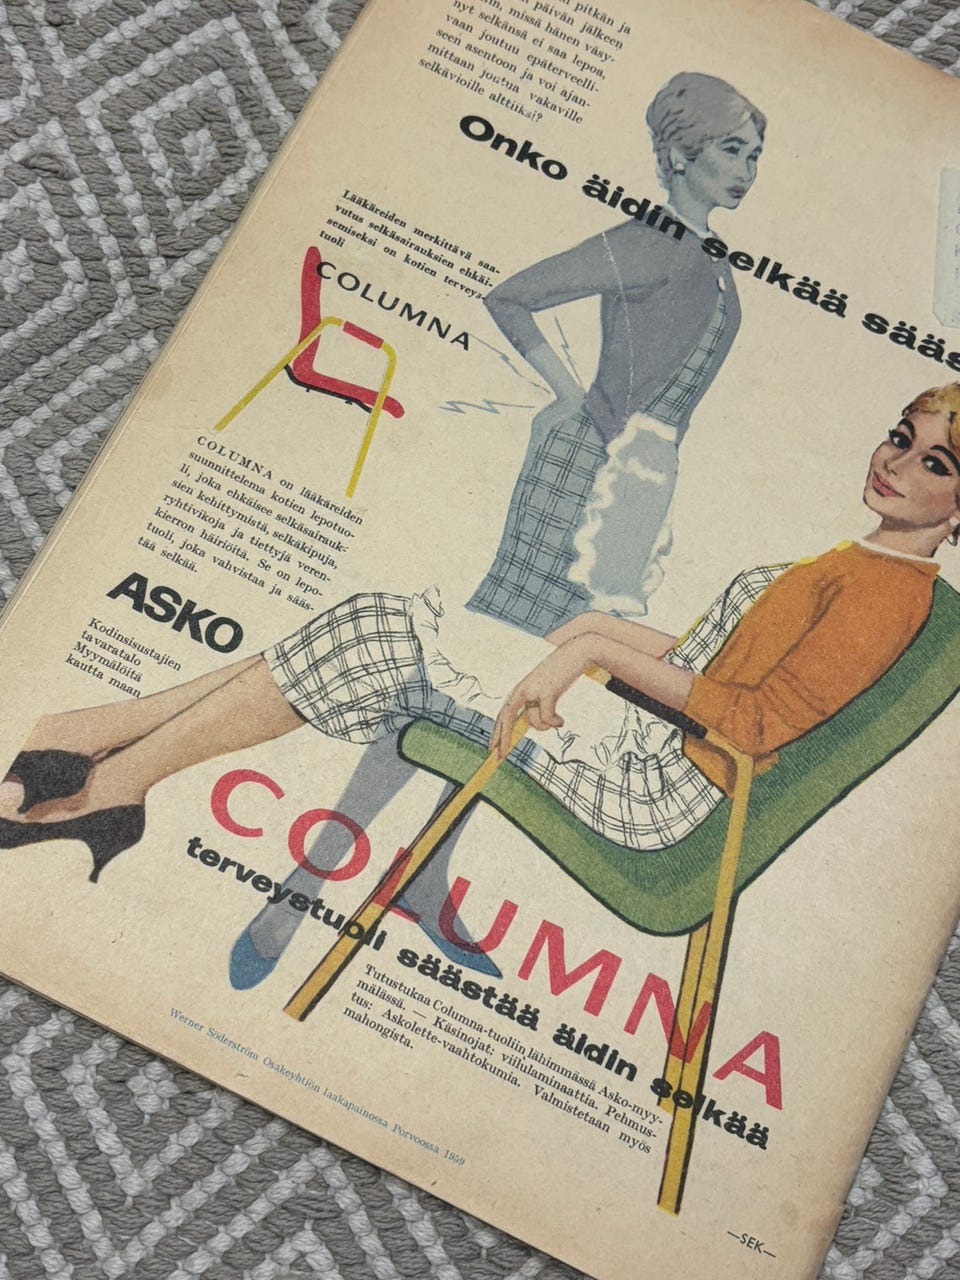 pitkän ja
päivän jälkeen
missä hänen väsy-
nyt selkänsä ei saa lepoa,
vaan joutuu epäterveelli-
seen asentoon ja voi ajan-
mittaan joutua vakaville
selkävioille alttiiksi?
Onko äidin selkää sääs
Lääkäreiden merkittävä saa-
vutus selkäsairauksien ehkäi-
semiseksi on kotien terveys-
tuoli
COLUMNA
COLUMNA on lääkäreiden
suunnittelema kotien lepotuo-
li, joka ehkäisee selkäsairauk-
sien kehittymistä, selkäkipuja,
ryhtivikoja ja tiettyjä veren-
kierron häiriöitä. Se on lepo-
tuoli, joka vahvistaa ja sääs-
tää selkää.
ASKO
Kodinsisustajien
tavaratalo
Myymälöitä
kautta maan
COLUMNA
terveystuoli säästää äidin selkää
Tutustukaa Columna-tuoliin lähimmässä Asko-myy-
mälässä. — Käsinojat: viilulaminaattia. Pehmus-
tus: Askolette-vaahtokumia. Valmistetaan myös
mahongista.
Werner Söderström Osakeyhtiön laakapainossa Porvoossa 1959
—SEK—